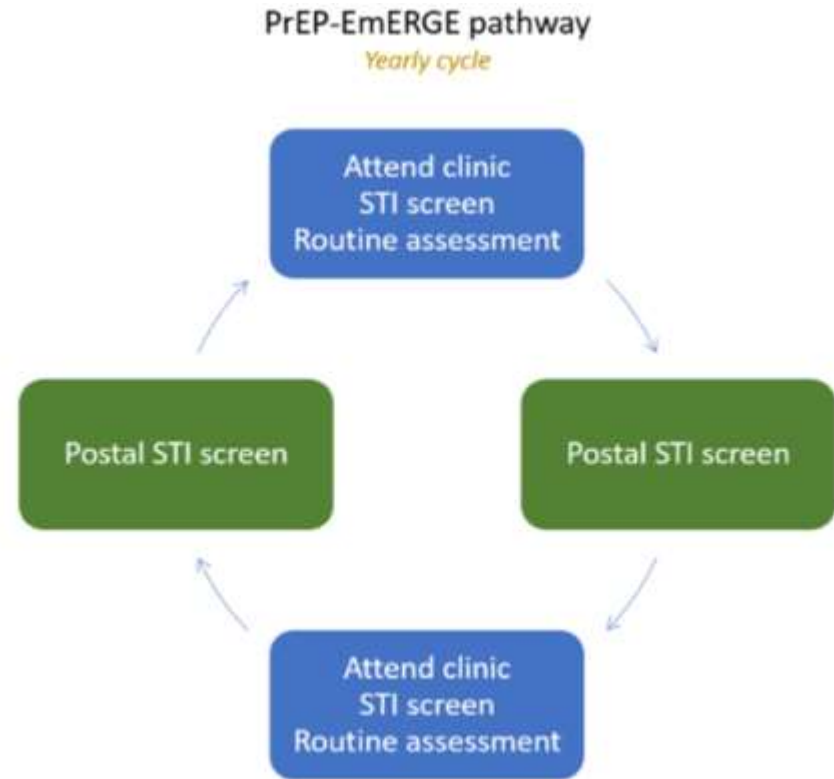 PrEP-EmERGE pathway
Yearly cycle
Attend clinic
STI screen
Routine assessment
Postal STI screen
Postal STI screen
Attend clinic
STI screen
Routine assessment